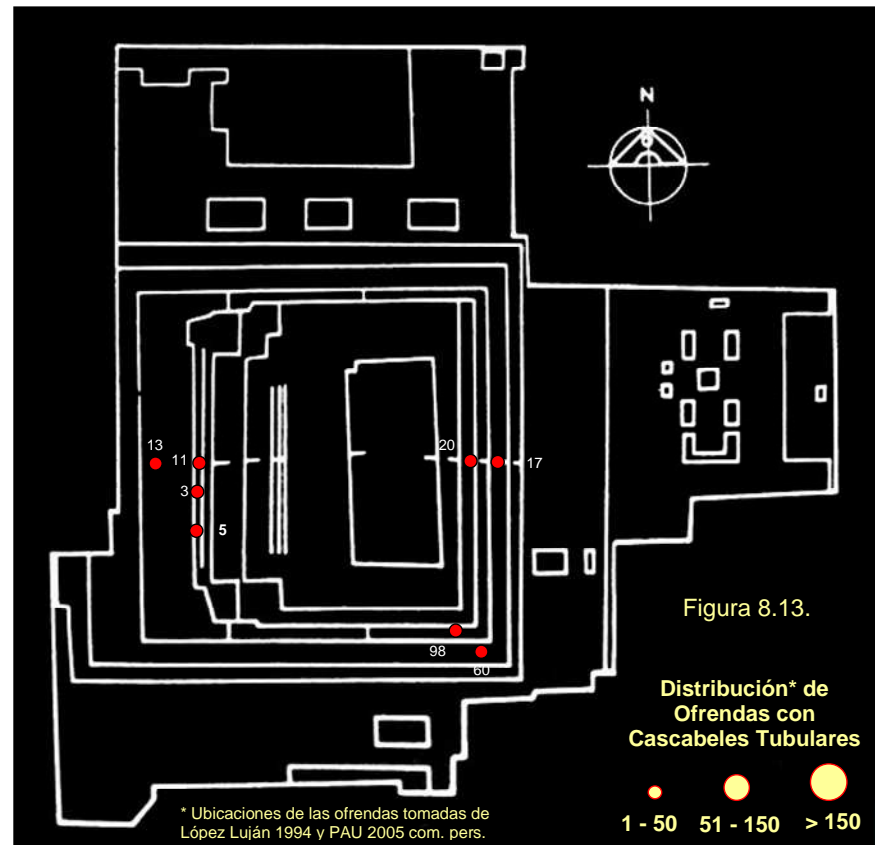 N
13
11
20
17
3
5
98
60
Figura 8.13.
Distribución* de
Ofrendas con
Cascabeles Tubulares
1 - 50 51 - 150 > 150
* Ubicaciones de las ofrendas tomadas de
López Luján 1994 y PAU 2005 com. pers.